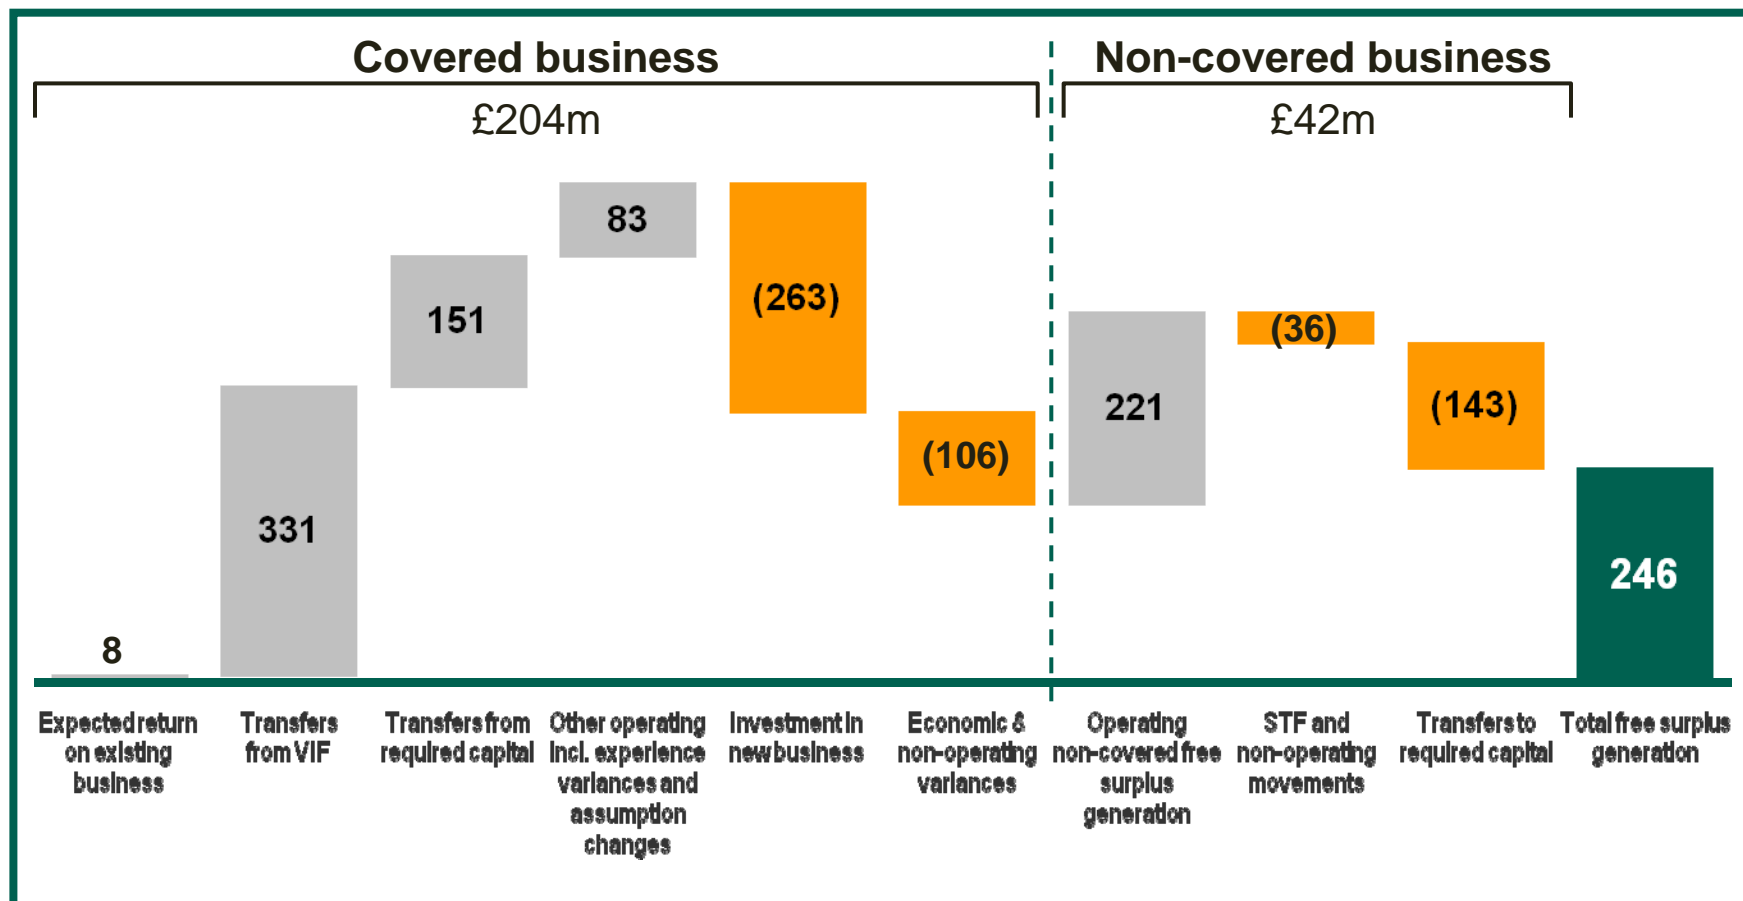 Covered business
Non-covered business
£204m
£42m
83
151
(263)
(36)
221
(143)
(106)
331
246
8
Expected return
on existing
business
Transfers
from VIF
Transfers from
required capital
Other operating
incl. experience
variances and
assumption
changes
Investment in
new business
Economic &
non-operating
variances
Operating
non-covered free
surplus
generation
STF and
non-operating
movements
Transfers to
required capital
Total free surplus
generation